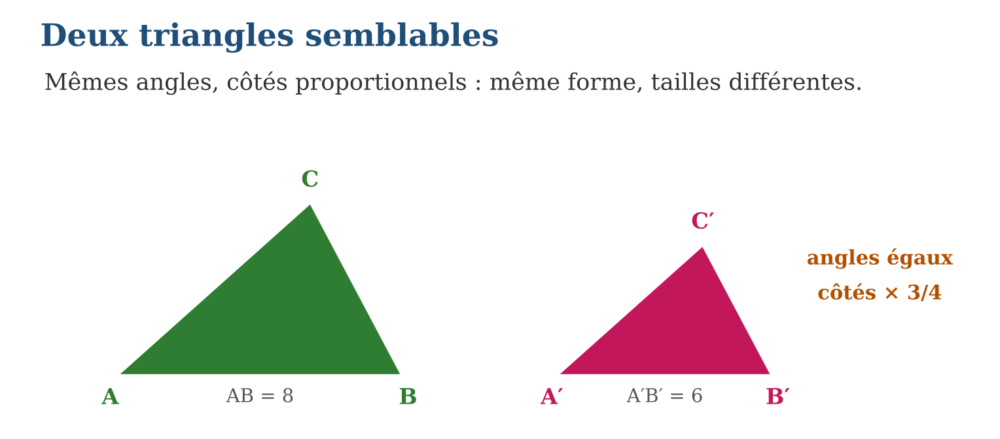 Deux triangles semblables
Mêmes angles, côtés proportionnels : même forme, tailles différentes.
C
C′
angles égaux
côtés × 3/4
A
AB = 8
B
A′
A′B′ = 6
B′